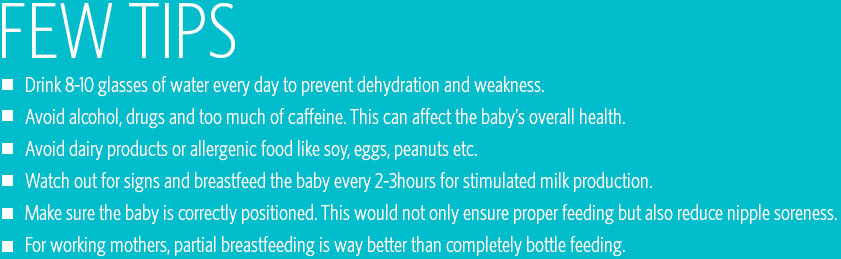 FEW TIPS
Drink 8-10 glasses of water every day to prevent dehydration and weakness.
Avoid alcohol, drugs and too much of caffeine. This can affect the baby's overall health.
Avoid dairy products or allergenic food like soy, eggs, peanuts etc.
Watch out for signs and breastfeed the baby every 2-3hours for stimulated milk production.
Make sure the baby is correctly positioned. This would not only ensure proper feeding but also reduce nipple soreness.
For working mothers, partial breastfeeding is way better than completely bottle feeding.